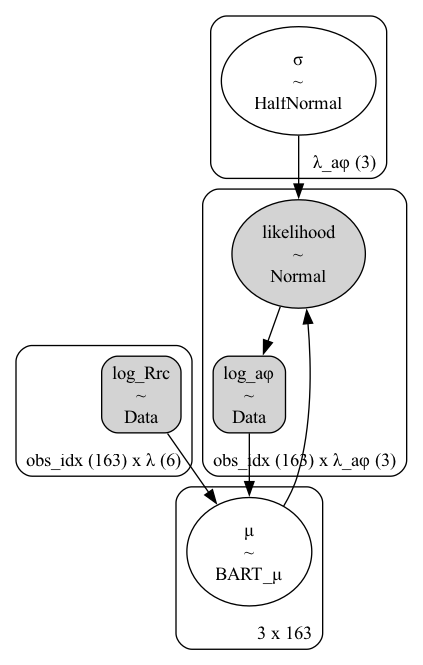 σ
~
HalfNormal
λ_aφ (3)
likelihood
~
Normal
log_Rrc
~
Data
log_aφ
~
Data
obs_idx (163) x λ (6)
obs_idx (163) x λ_aφ (3)
μ
~
BART_μ
3 x 163